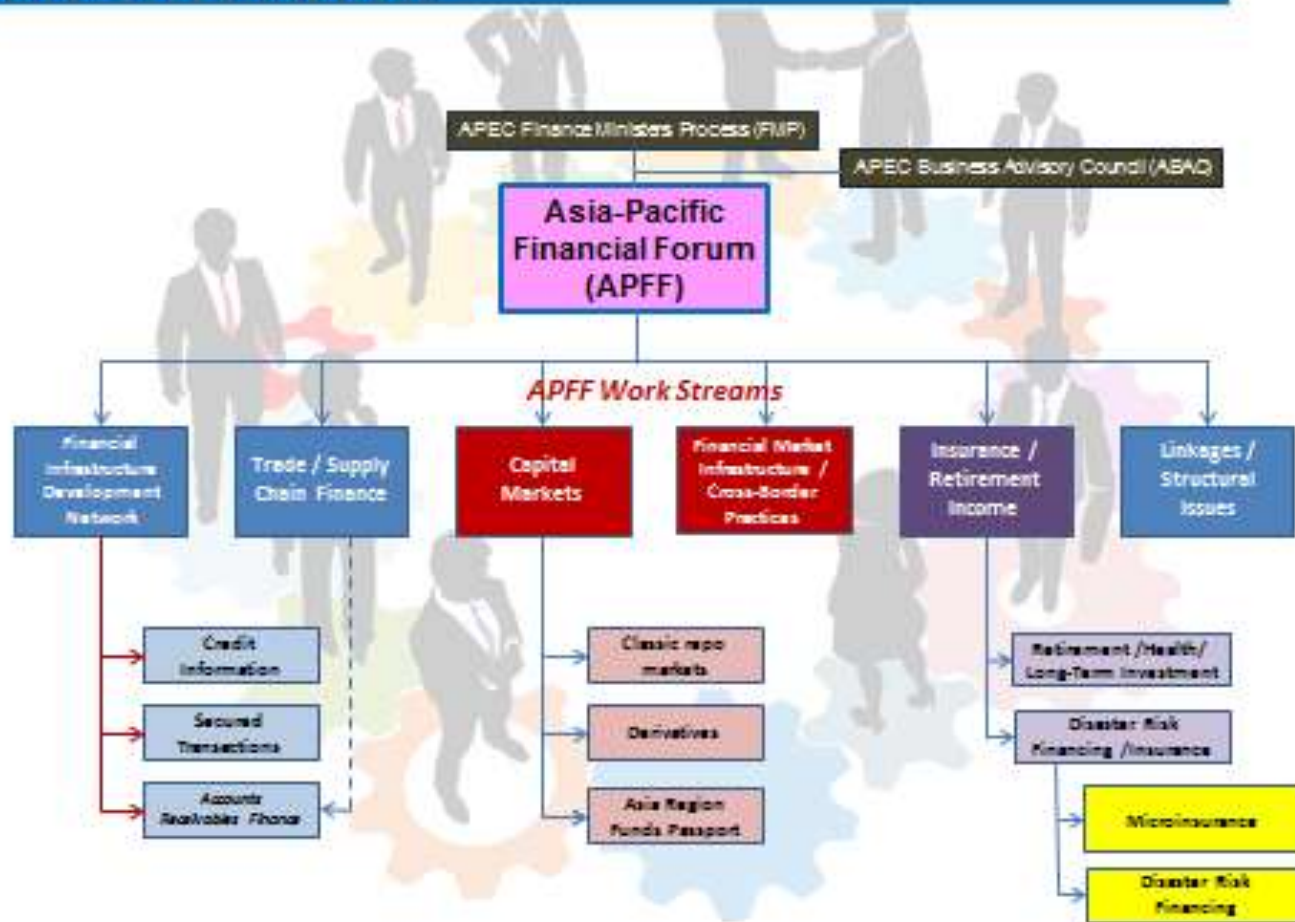 APEC Finance Ministers Process (FMP)
APEC Business Advisory Council (ABAC)
Asia-Pacific
Financial Forum
(APFF)
APFF Work Streams
Financial
Infrastructure
Development
Network
Trade / Supply
Chain Finance
Capital
Markets
Financial Market
Infrastructure /
Cross-Border
Practices
Insurance /
Retirement
Income
Linkages /
Structural
Issues
Credit
Information
Secured
Transactions
Accounts
Receivables Finance
Classic repo
markets
Derivatives
Asia Region
Funds Passport
Retirement /Health/
Long-Term Investment
Disaster Risk
Financing /Insurance
Microinsurance
Disaster Risk
Financing